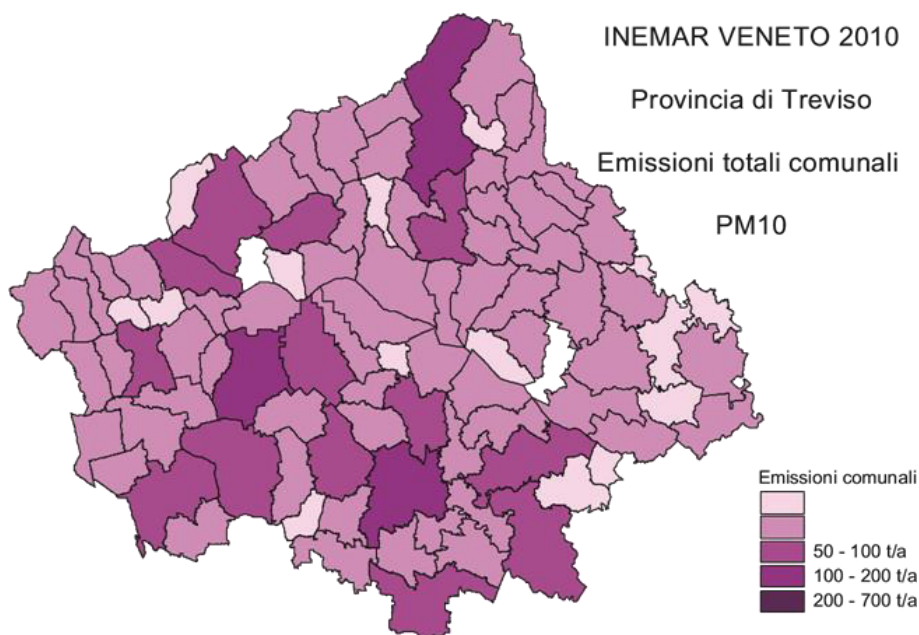 INEMAR VENETO 2010
Provincia di Treviso
Emissioni totali comunali
PM10
Emissioni comunali
50 - 100 t/a
100 - 200 t/a
200 - 700 t/a